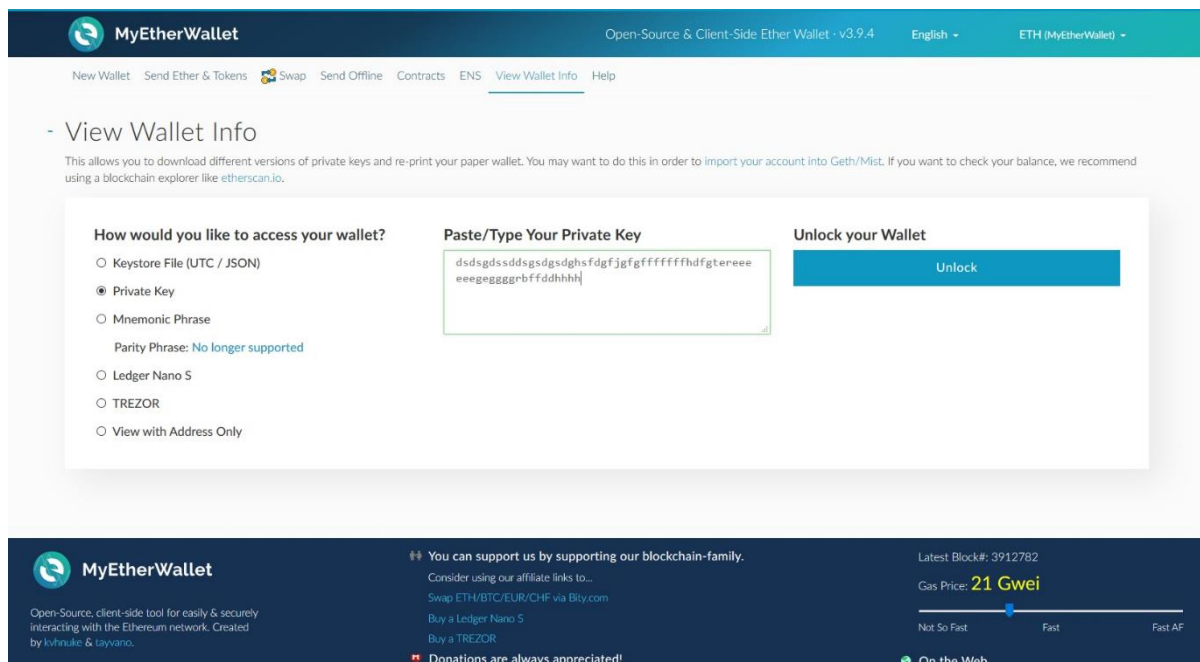 MyEtherWallet
Open-Source & Client-Side Ether Wallet · v3.9.4
English
ETH (MyEtherWallet)
New Wallet Send Ether & Tokens Swap Send Offline Contracts ENS View Wallet Info Help
- View Wallet Info
This allows you to download different versions of private keys and re-print your paper wallet. You may want to do this in order to import your account into Geth/Mist. If you want to check your balance, we recommend
using a blockchain explorer like etherscan.io.
How would you like to access your wallet?
Keystore File (UTC / JSON)
Private Key
Mnemonic Phrase
Parity Phrase: No longer supported
Ledger Nano S
TREZOR
View with Address Only
Paste/Type Your Private Key
dsdsgdssddsgsdgsdghsfdgfjgfgfffffffhdfgtereee
eeegeggggrbffddhhhh
Unlock your Wallet
Unlock
MyEtherWallet
Open-Source, client-side tool for easily & securely
interacting with the Ethereum network. Created
by kvhnuke & tayvano.
You can support us by supporting our blockchain-family.
Consider using our affiliate links to...
Swap ETH/BTC/EUR/CHF via Bity.com
Buy a Ledger Nano S
Buy a TREZOR
Donations are always appreciated!
Latest Block#: 3912782
Gas Price: 21 Gwei
Not So Fast Fast Fast AF
On the Web